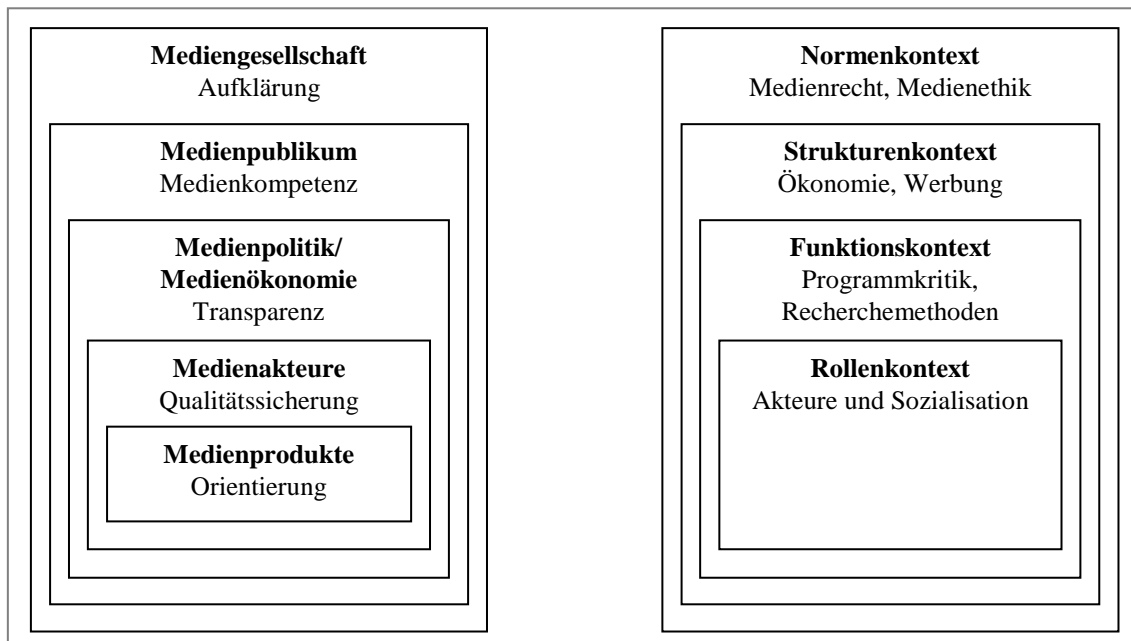 Mediengesellschaft
Aufklärung
Medienpublikum
Medienkompetenz
Medienpolitik/
Medienökonomie
Transparenz
Medienakteure
Qualitätssicherung
Medienprodukte
Orientierung
Normenkontext
Medienrecht, Medienethik
Strukturenkontext
Ökonomie, Werbung
Funktionskontext
Programmkritik,
Recherchemethoden
Rollenkontext
Akteure und Sozialisation